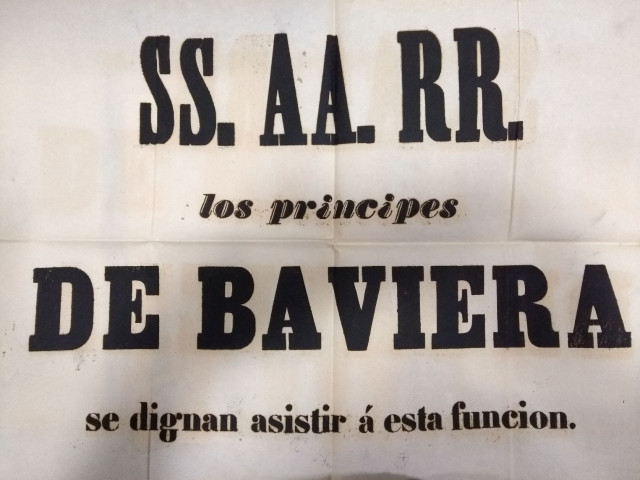 SS. AA. RR.
los principes
DE BAVIERA
se dignan asistir á esta funcion.